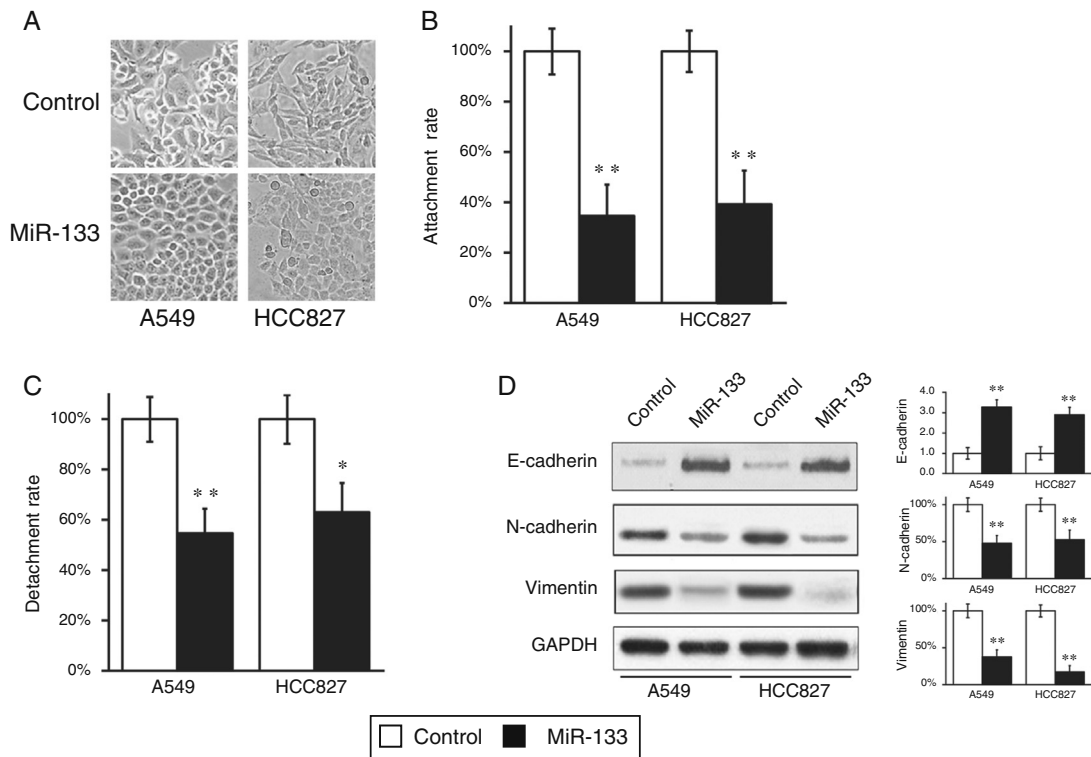 A
Control
MiR-133
A549 HCC827
B
Attachment rate
100%
80%
60%
40%
20%
0%
**
**
A549 HCC827
C
Detachment rate
100%
80%
60%
40%
20%
0%
**
*
A549 HCC827
D
Control MiR-133 Control MiR-133
E-cadherin
N-cadherin
Vimentin
GAPDH
A549 HCC827
E-cadherin
4.0
3.0
2.0
1.0
0.0
**
**
A549 HCC827
N-cadherin
100%
50%
0%
**
**
A549 HCC827
Vimentin
100%
50%
0%
**
**
A549 HCC827
Control MiR-133